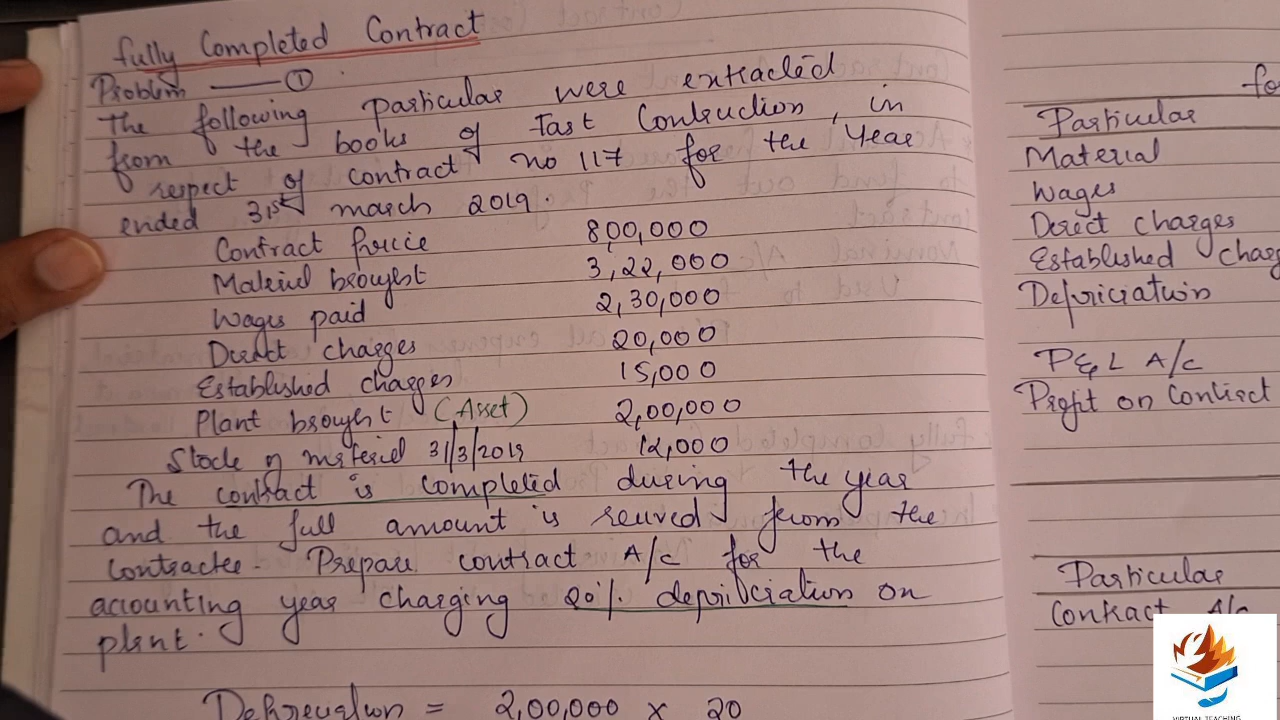 fully Completed Contract
Problem — ①
The following Particular were extracted
from the books of Tast Contruction, in
respect of contract no 117 for the Year
ended 31st march 2019.
Contract price 800,000
Material brought 3,22,000
Wages paid 2,30,000
Direct charges 20,000
Established charges 15,000
Plant brought (Asset) 2,00,000
Stock of material 31/3/2019 12,000
The contract is completed during the year
and the full amount is received from the
contractee. Prepare contract A/c for the
accounting year charging 20% depriciation on
plant.
Depreciation = 2,00,000 x 20
fo
Particular
Material
Wages
Direct charges
Established charg
Depriciation
P&L A/c
Profit on Contract
Particular
Contract A/c
VIRTUAL TEACHING